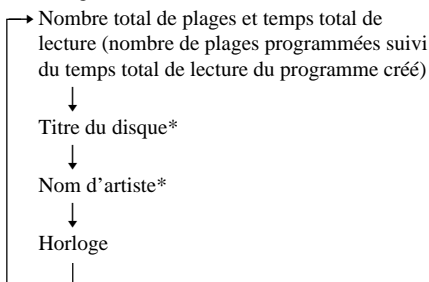 Nombre total de plages et temps total de
lecture (nombre de plages programmées suivi
du temps total de lecture du programme créé)
Titre du disque*
Nom d'artiste*
Horloge